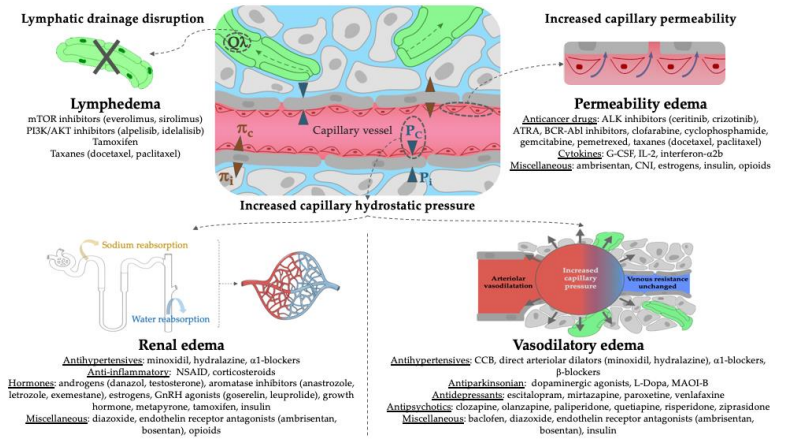 Lymphatic drainage disruption
Lymphedema
mTOR inhibitors (everolimus, sirolimus)
PI3K/AKT inhibitors (alpelisib, idelalisib)
Tamoxifen
Taxanes (docetaxel, paclitaxel)
Qλ
πc
Capillary vessel
Pc
πi
Pi
Increased capillary permeability
Permeability edema
Anticancer drugs: ALK inhibitors (ceritinib, crizotinib),
ATRA, BCR-Abl inhibitors, clofarabine, cyclophosphamide,
gemcitabine, pemetrexed, taxanes (docetaxel, paclitaxel)
Cytokines: G-CSF, IL-2, interferon-α2b
Miscellaneous: ambrisentan, CNI, estrogens, insulin, opioids
Increased capillary hydrostatic pressure
Sodium reabsorption
Water reabsorption
Renal edema
Antihypertensives: minoxidil, hydralazine, α1-blockers
Anti-inflammatory: NSAID, corticosteroids
Hormones: androgens (danazol, testosterone), aromatase inhibitors (anastrozole,
letrozole, exemestane), estrogens, GnRH agonists (goserelin, leuprolide), growth
hormone, metapyrone, tamoxifen, insulin
Miscellaneous: diazoxide, endothelin receptor antagonists (ambrisentan,
bosentan), opioids
Arteriolar
vasodilatation
Increased
capillary
pressure
Venous resistance
unchanged
Vasodilatory edema
Antihypertensives: CCB, direct arteriolar dilators (minoxidil, hydralazine), α1-blockers,
β-blockers
Antiparkinsonian: dopaminergic agonists, L-Dopa, MAOI-B
Antidepressants: escitalopram, mirtazapine, paroxetine, venlafaxine
Antipsychotics: clozapine, olanzapine, paliperidone, quetiapine, risperidone, ziprasidone
Miscellaneous: baclofen, diazoxide, endothelin receptor antagonists (ambrisentan,
bosentan), insulin